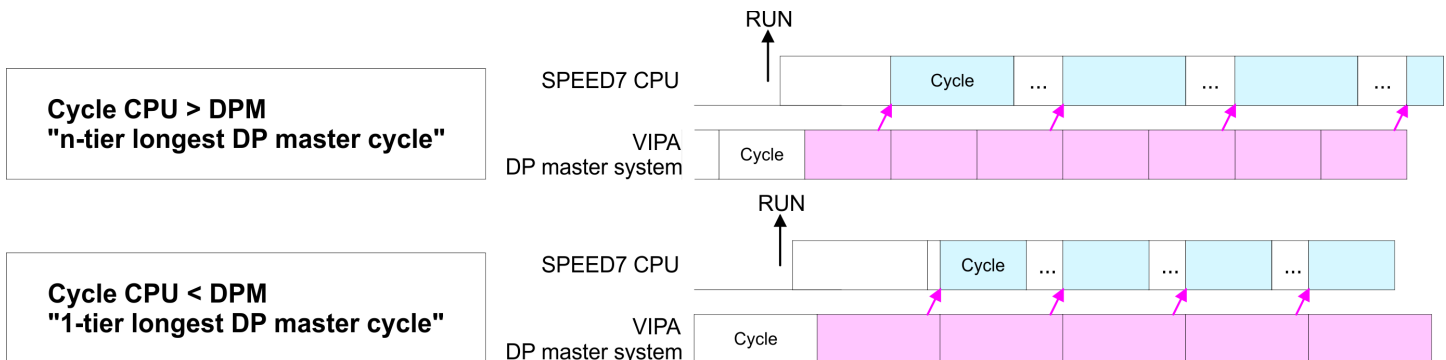 RUN
SPEED7 CPU
Cycle ... ... ...
Cycle CPU > DPM
"n-tier longest DP master cycle"
VIPA
DP master system
Cycle
RUN
SPEED7 CPU
Cycle ... ... ...
Cycle CPU < DPM
"1-tier longest DP master cycle"
VIPA
DP master system
Cycle